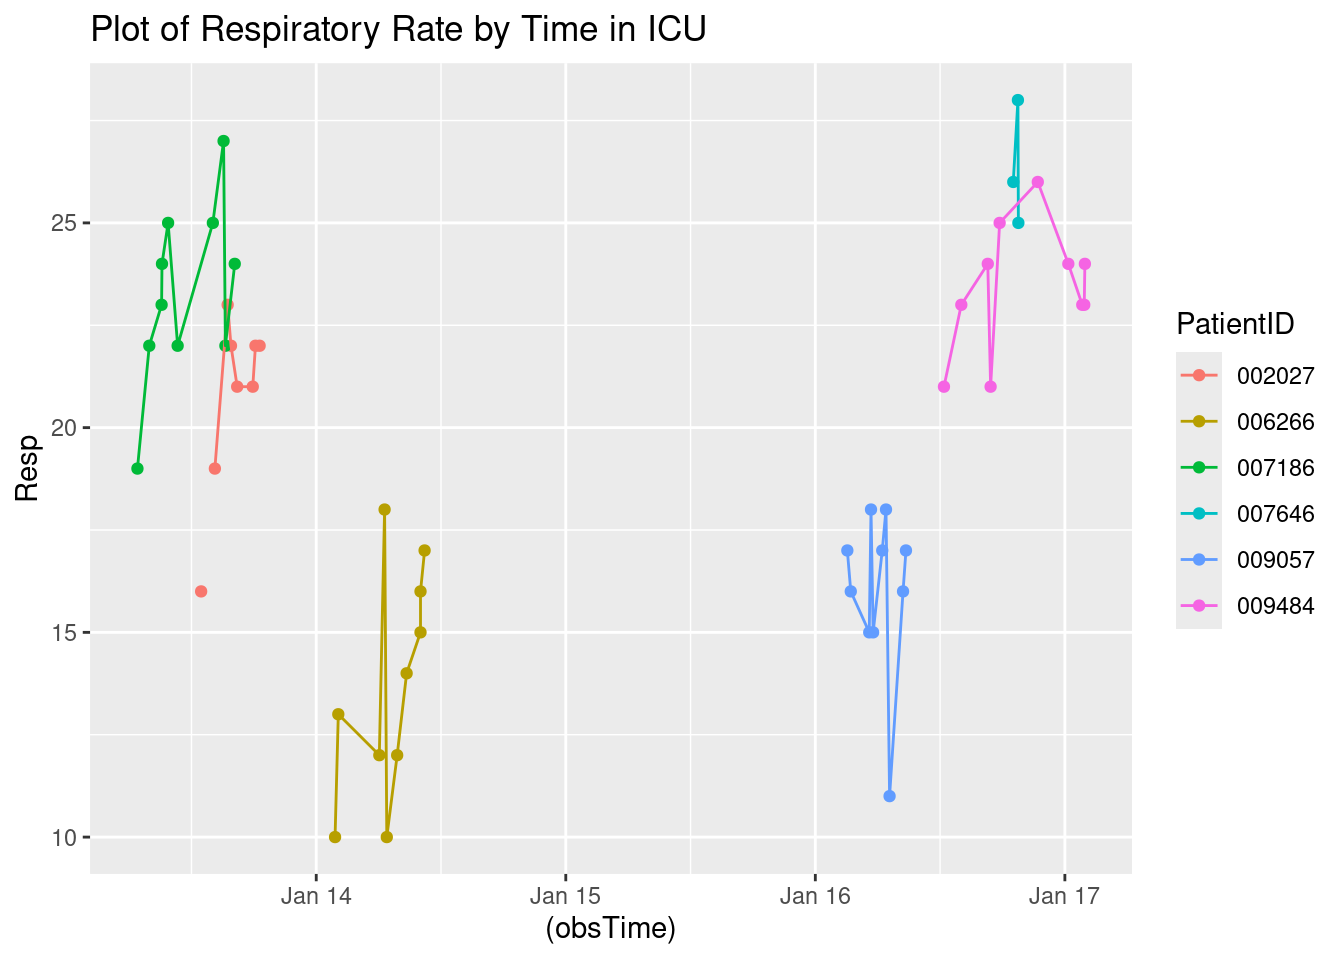 Plot of Respiratory Rate by Time in ICU
25
20
15
10
Resp
Jan 14
Jan 15
Jan 16
Jan 17
(obsTime)
PatientID
002027
006266
007186
007646
009057
009484